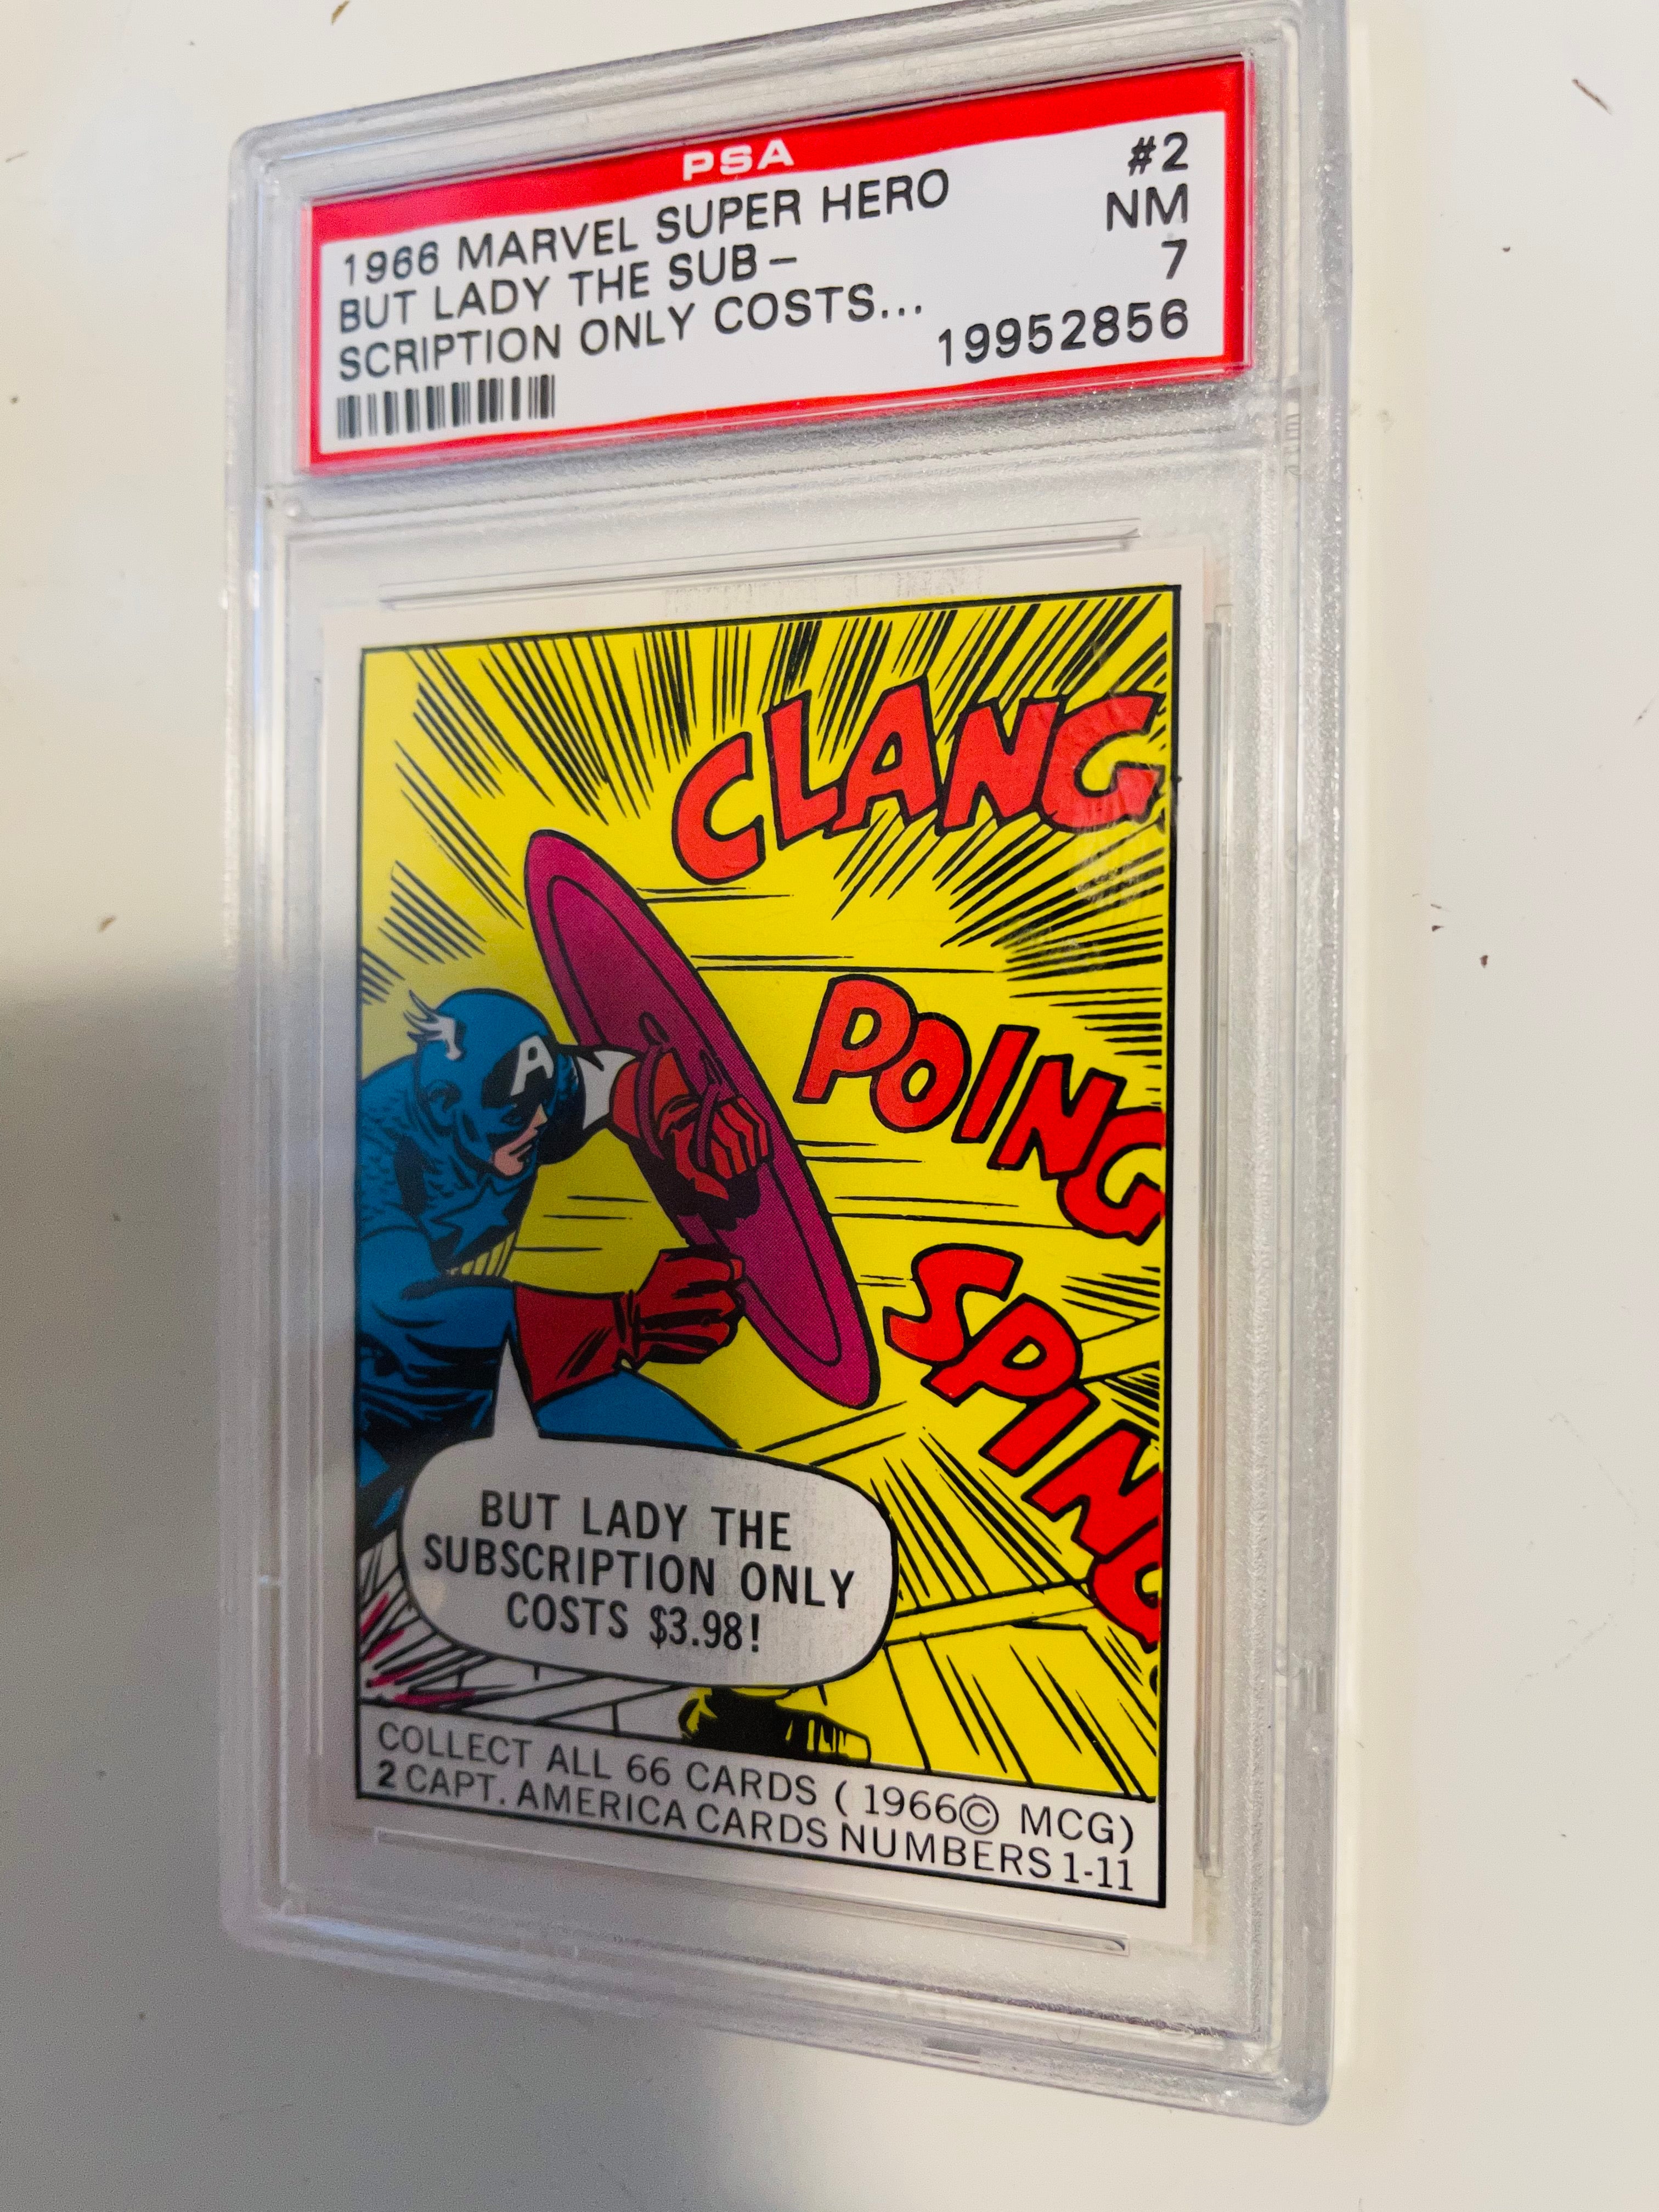 PSA
1966 MARVEL SUPER HERO #2
BUT LADY THE SUB- NM
SCRIPTION ONLY COSTS... 7
19952856
CLANG
POING
A
SPING
BUT LADY THE
SUBSCRIPTION ONLY
COSTS $3.98!
COLLECT ALL 66 CARDS ( 1966© MCG)
2 CAPT. AMERICA CARDS NUMBERS 1-11